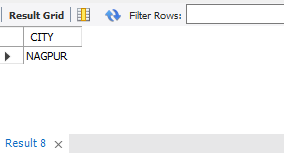 Result Grid Filter Rows:
CITY
NAGPUR
Result 8